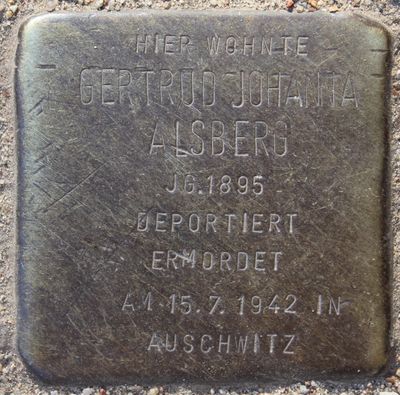 HIER WOHNTE
GERTRUD JOHANNA
ALSBERG
JG. 1895
DEPORTIERT
ERMORDET
AM 15.7.1942 IN
AUSCHWITZ